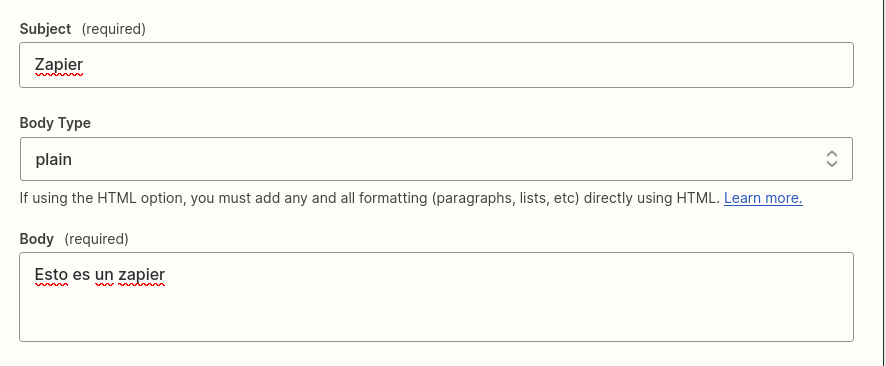 Subject (required)
Zapier
Body Type
plain
If using the HTML option, you must add any and all formatting (paragraphs, lists, etc) directly using HTML. Learn more.
Body (required)
Esto es un zapier